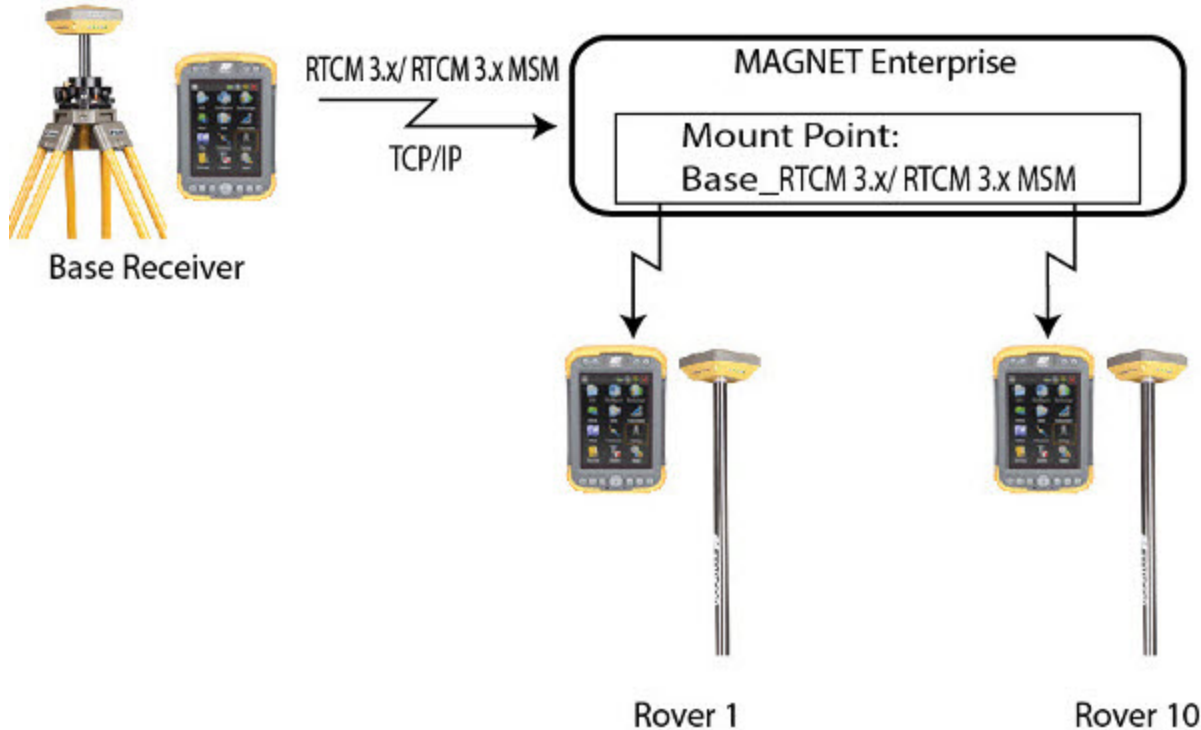 RTCM 3.x/ RTCM 3.x MSM
TCP/IP
Base Receiver
MAGNET Enterprise
Mount Point:
Base_RTCM 3.x/ RTCM 3.x MSM
Rover 1
Rover 10